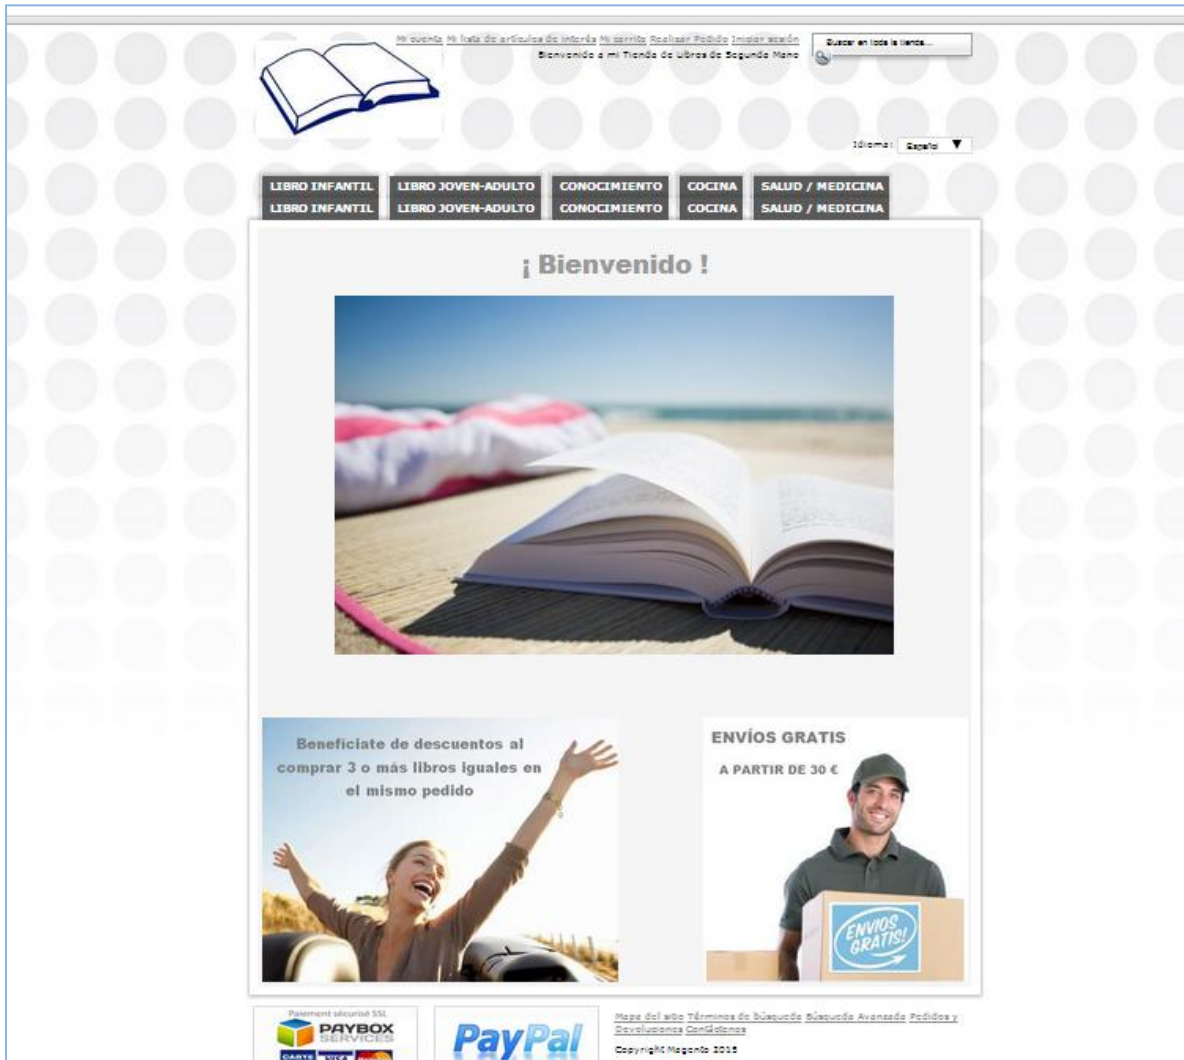 Mi cuenta Mi lista de artículos de interés Mi carrito Realizar Pedido Iniciar sesión
Buscar en toda la tienda...
Bienvenido a mi Tienda de Libros de Segunda Mano
Idioma: Español
LIBRO INFANTIL LIBRO JOVEN-ADULTO CONOCIMIENTO COCINA SALUD / MEDICINA
LIBRO INFANTIL LIBRO JOVEN-ADULTO CONOCIMIENTO COCINA SALUD / MEDICINA
¡ Bienvenido !
Beneficiate de descuentos al
comprar 3 o más libros iguales en
el mismo pedido
ENVÍOS GRATIS
A PARTIR DE 30 €
ENVIOS
GRATIS!
Paiement sécurisé SSL
PAYBOX
SERVICES
CARTE VISA
PayPal
Mapa del sitio Términos de búsqueda Búsqueda Avanzada Pedidos y
Devoluciones Contáctenos
Copyright Magento 2015